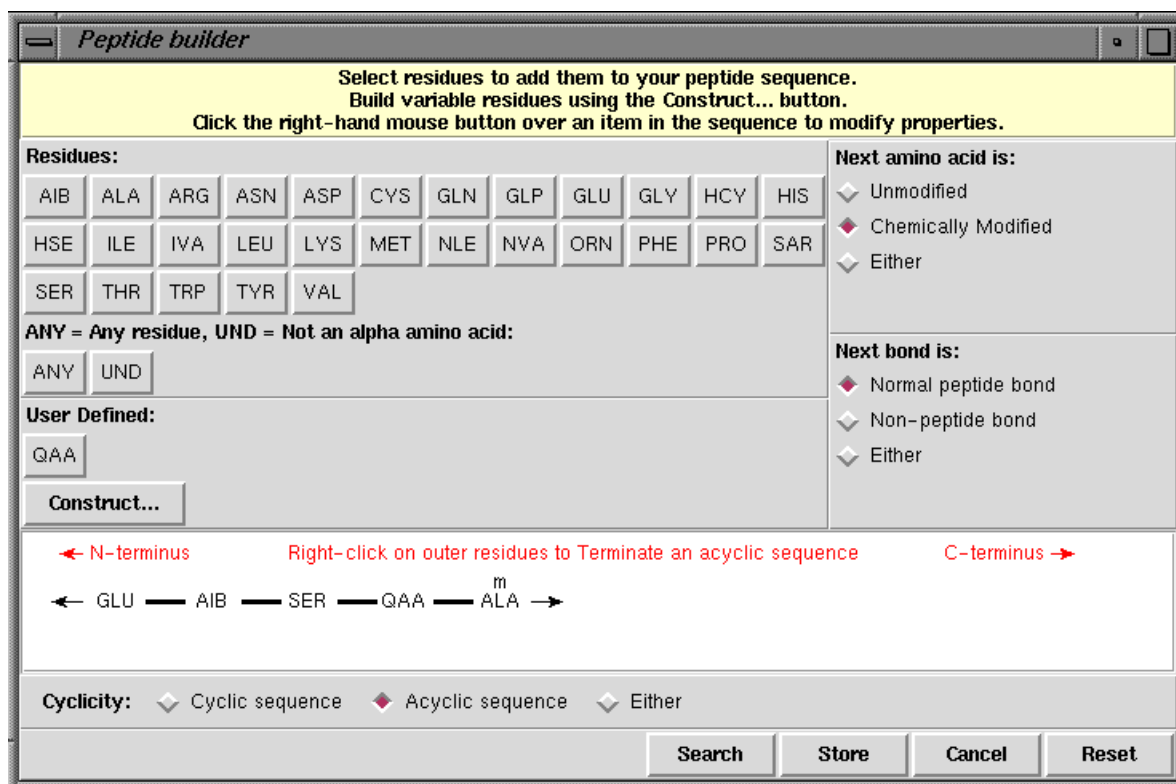 Peptide builder
Select residues to add them to your peptide sequence.
Build variable residues using the Construct... button.
Click the right-hand mouse button over an item in the sequence to modify properties.
Residues:
AIB ALA ARG ASN ASP CYS GLN GLP GLU GLY HCY HIS
HSE ILE IVA LEU LYS MET NLE NVA ORN PHE PRO SAR
SER THR TRP TYR VAL
ANY = Any residue, UND = Not an alpha amino acid:
ANY UND
User Defined:
QAA
Construct...
Next amino acid is:
Unmodified
Chemically Modified
Either
Next bond is:
Normal peptide bond
Non-peptide bond
Either
N-terminus Right-click on outer residues to Terminate an acyclic sequence C-terminus
m
GLU AIB SER QAA ALA
Cyclicity: Cyclic sequence Acyclic sequence Either
Search Store Cancel Reset